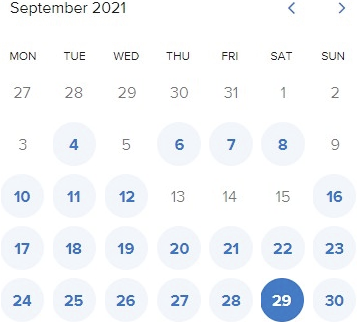 September 2021
MON TUE WED THU FRI SAT SUN
27 28 29 30 31 1 2
3 4 5 6 7 8 9
10 11 12 13 14 15 16
17 18 19 20 21 22 23
24 25 26 27 28 29 30